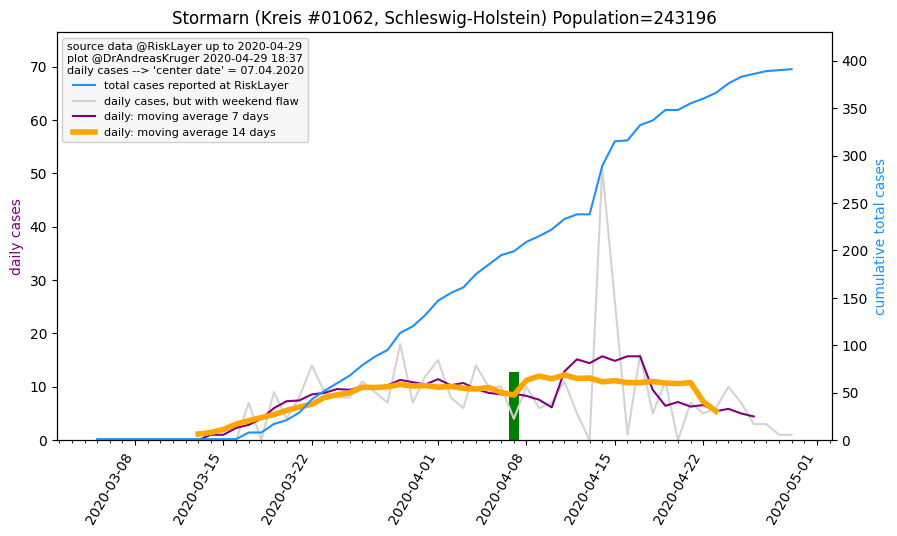 Stormarn (Kreis #01062, Schleswig-Holstein) Population=243196
source data @RiskLayer up to 2020-04-29
plot @DrAndreasKruger 2020-04-29 18:37
daily cases --> 'center date' = 07.04.2020
total cases reported at RiskLayer
daily cases, but with weekend flaw
daily: moving average 7 days
daily: moving average 14 days
daily cases
70
60
50
40
30
20
10
0
400
350
300
250
200
150
100
50
0
cumulative total cases
2020-03-08
2020-03-15
2020-03-22
2020-04-01
2020-04-08
2020-04-15
2020-04-22
2020-05-01